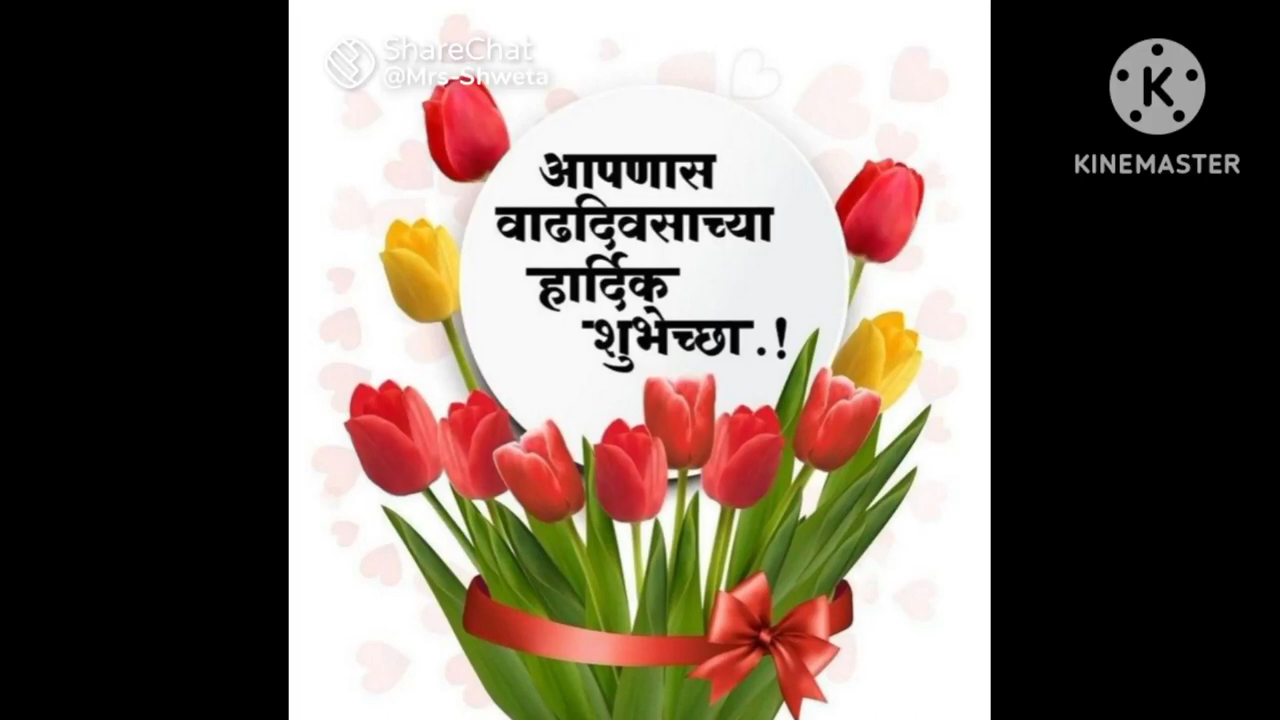 ShareChat
@Mrs-Shweta
आपणास
वाढदिवसाच्या
हार्दिक
शुभेच्छा.!
K
KINEMASTER